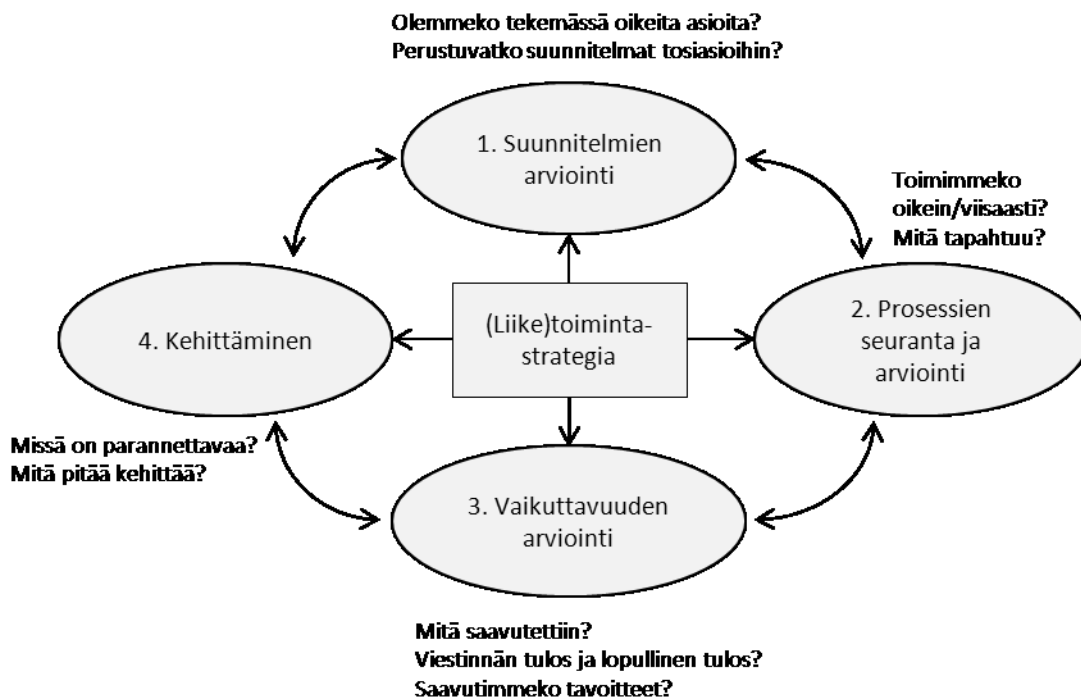 Olemmeko tekemässä oikeita asioita?
Perustuvatko suunnitelmat tosiasioihin?
1. Suunnitelmien
arviointi
Toimimmeko
oikein/viisaasti?
Mitä tapahtuu?
2. Prosessien
seuranta ja
arviointi
(Liike)toiminta-
strategia
4. Kehittäminen
Missä on parannettavaa?
Mitä pitää kehittää?
3. Vaikuttavuuden
arviointi
Mitä saavutettiin?
Viestinnän tulos ja lopullinen tulos?
Saavutimmeko tavoitteet?